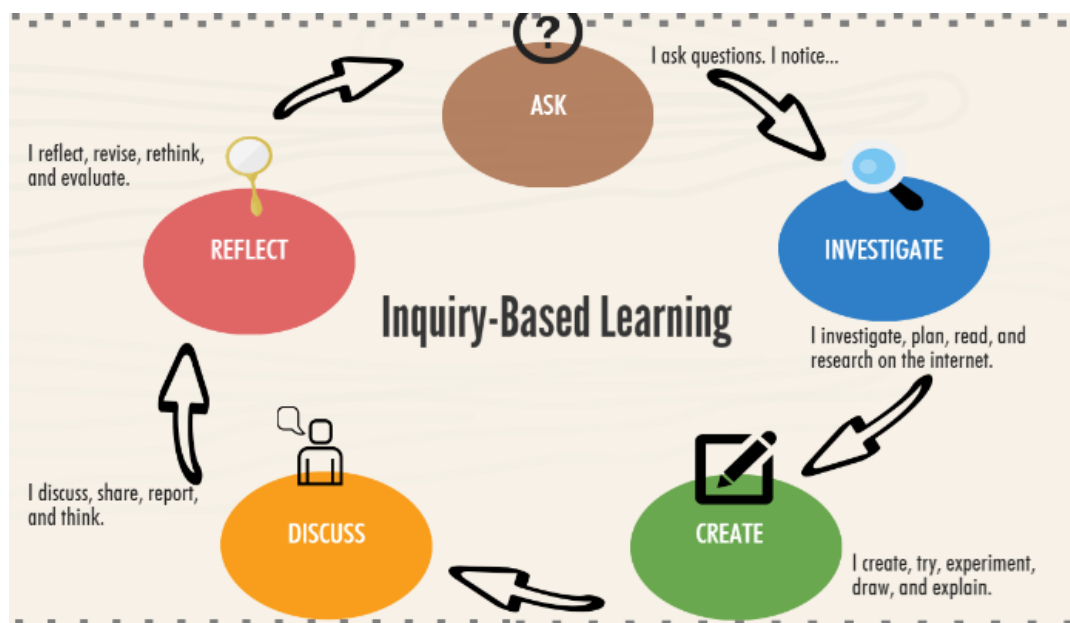 ?
ASK
I ask questions. I notice...
INVESTIGATE
I investigate, plan, read, and
research on the internet.
CREATE
I create, try, experiment,
draw, and explain.
DISCUSS
I discuss, share, report,
and think.
REFLECT
I reflect, revise, rethink,
and evaluate.
Inquiry-Based Learning